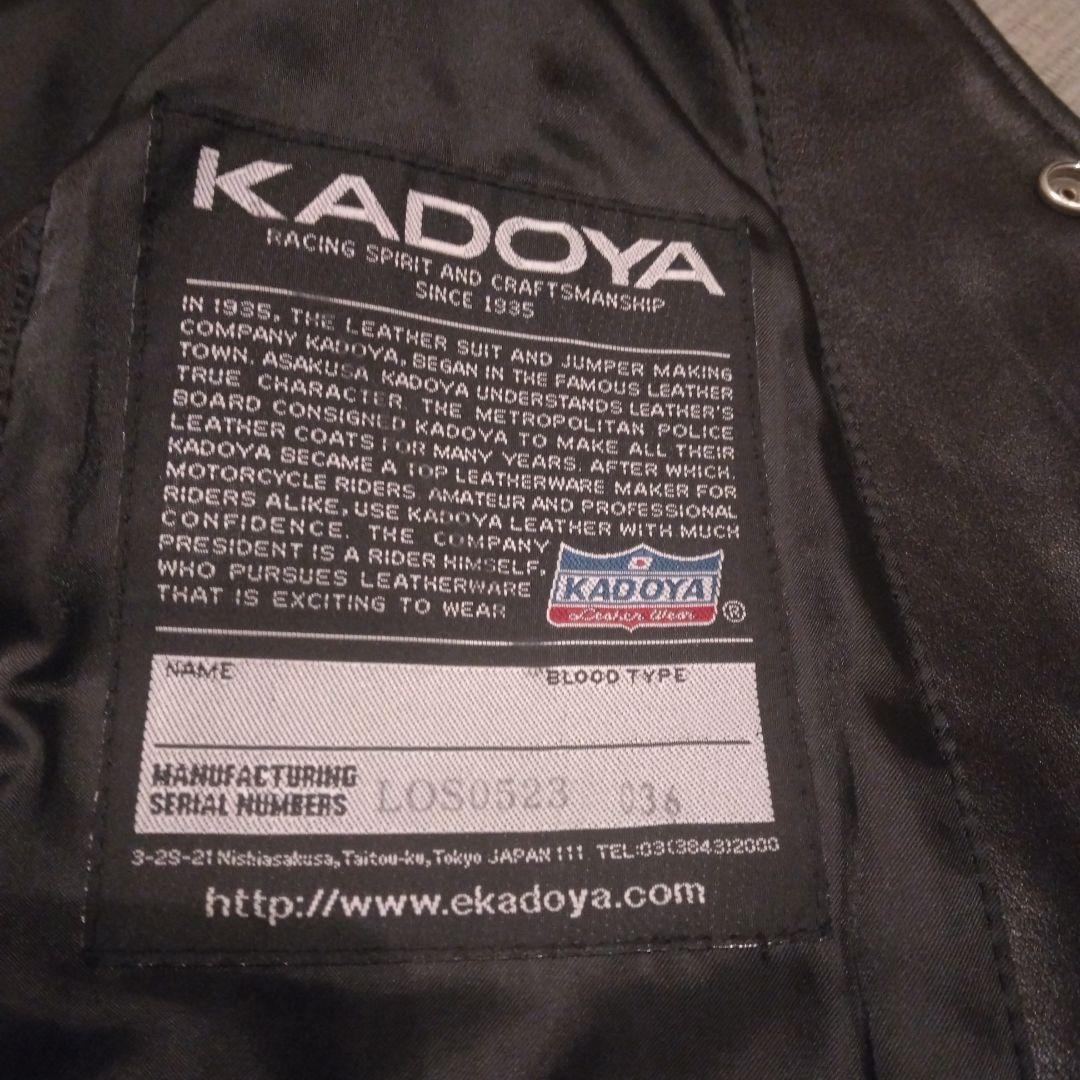 KADOYA
RACING SPIRIT AND CRAFTSMANSHIP
SINCE 1935
IN 1935, THE LEATHER SUIT AND JUMPER MAKING
COMPANY KADOYA, BEGAN IN THE FAMOUS LEATHER
TOWN, ASAKUSA. KADOYA UNDERSTANDS LEATHER'S
TRUE CHARACTER. THE METROPOLITAN POLICE
BOARD CONSIGNED KADOYA TO MAKE ALL THEIR
LEATHER COATS FOR MANY YEARS. AFTER WHICH,
KADOYA BECAME A TOP LEATHERWARE MAKER FOR
MOTORCYCLE RIDERS. AMATEUR AND PROFESSIONAL
RIDERS ALIKE, USE KADOYA LEATHER WITH MUCH
CONFIDENCE. THE COMPANY
PRESIDENT IS A RIDER HIMSELF,
WHO PURSUES LEATHERWARE
THAT IS EXCITING TO WEAR
KADOYA
Leather Wear ®
NAME BLOOD TYPE
MANUFACTURING
SERIAL NUMBERS LOS0523 036
3-29-21 Nishiasakusa, Taitou-ku, Tokyo JAPAN 111. TEL:03(3843)2000
http://www.ekadoya.com